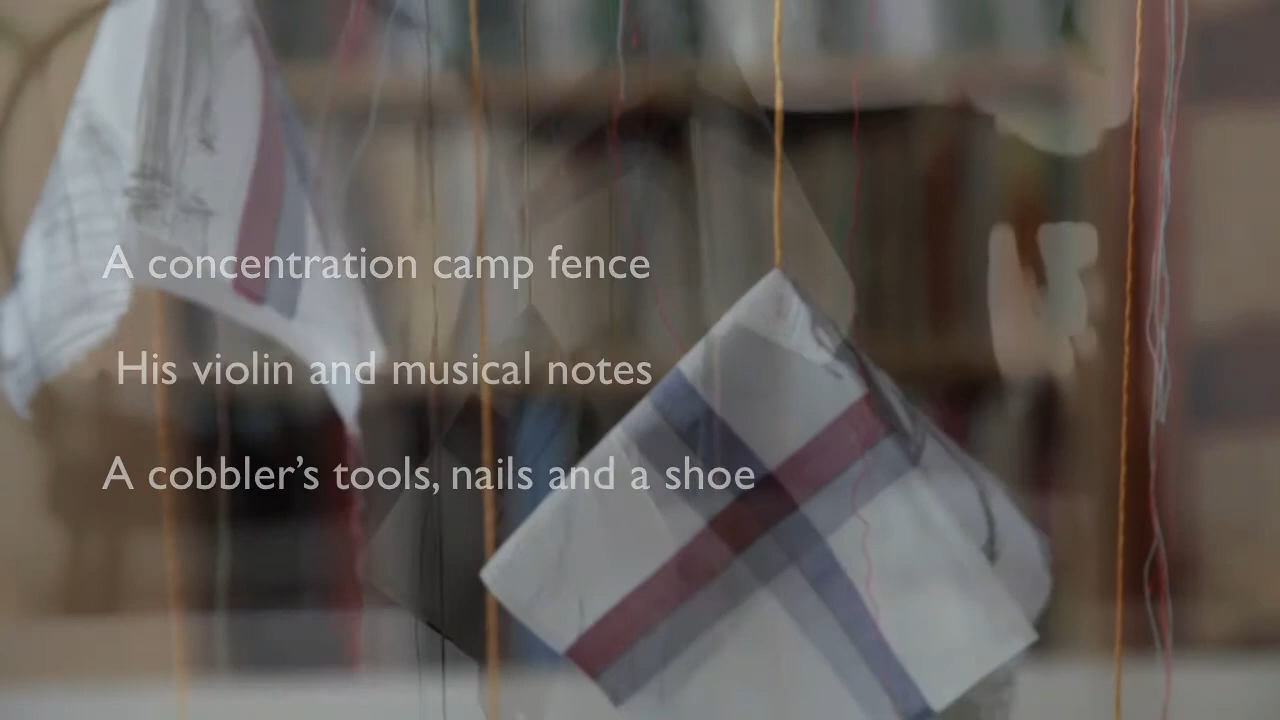 A concentration camp fence
His violin and musical notes
A cobbler’s tools, nails and a shoe